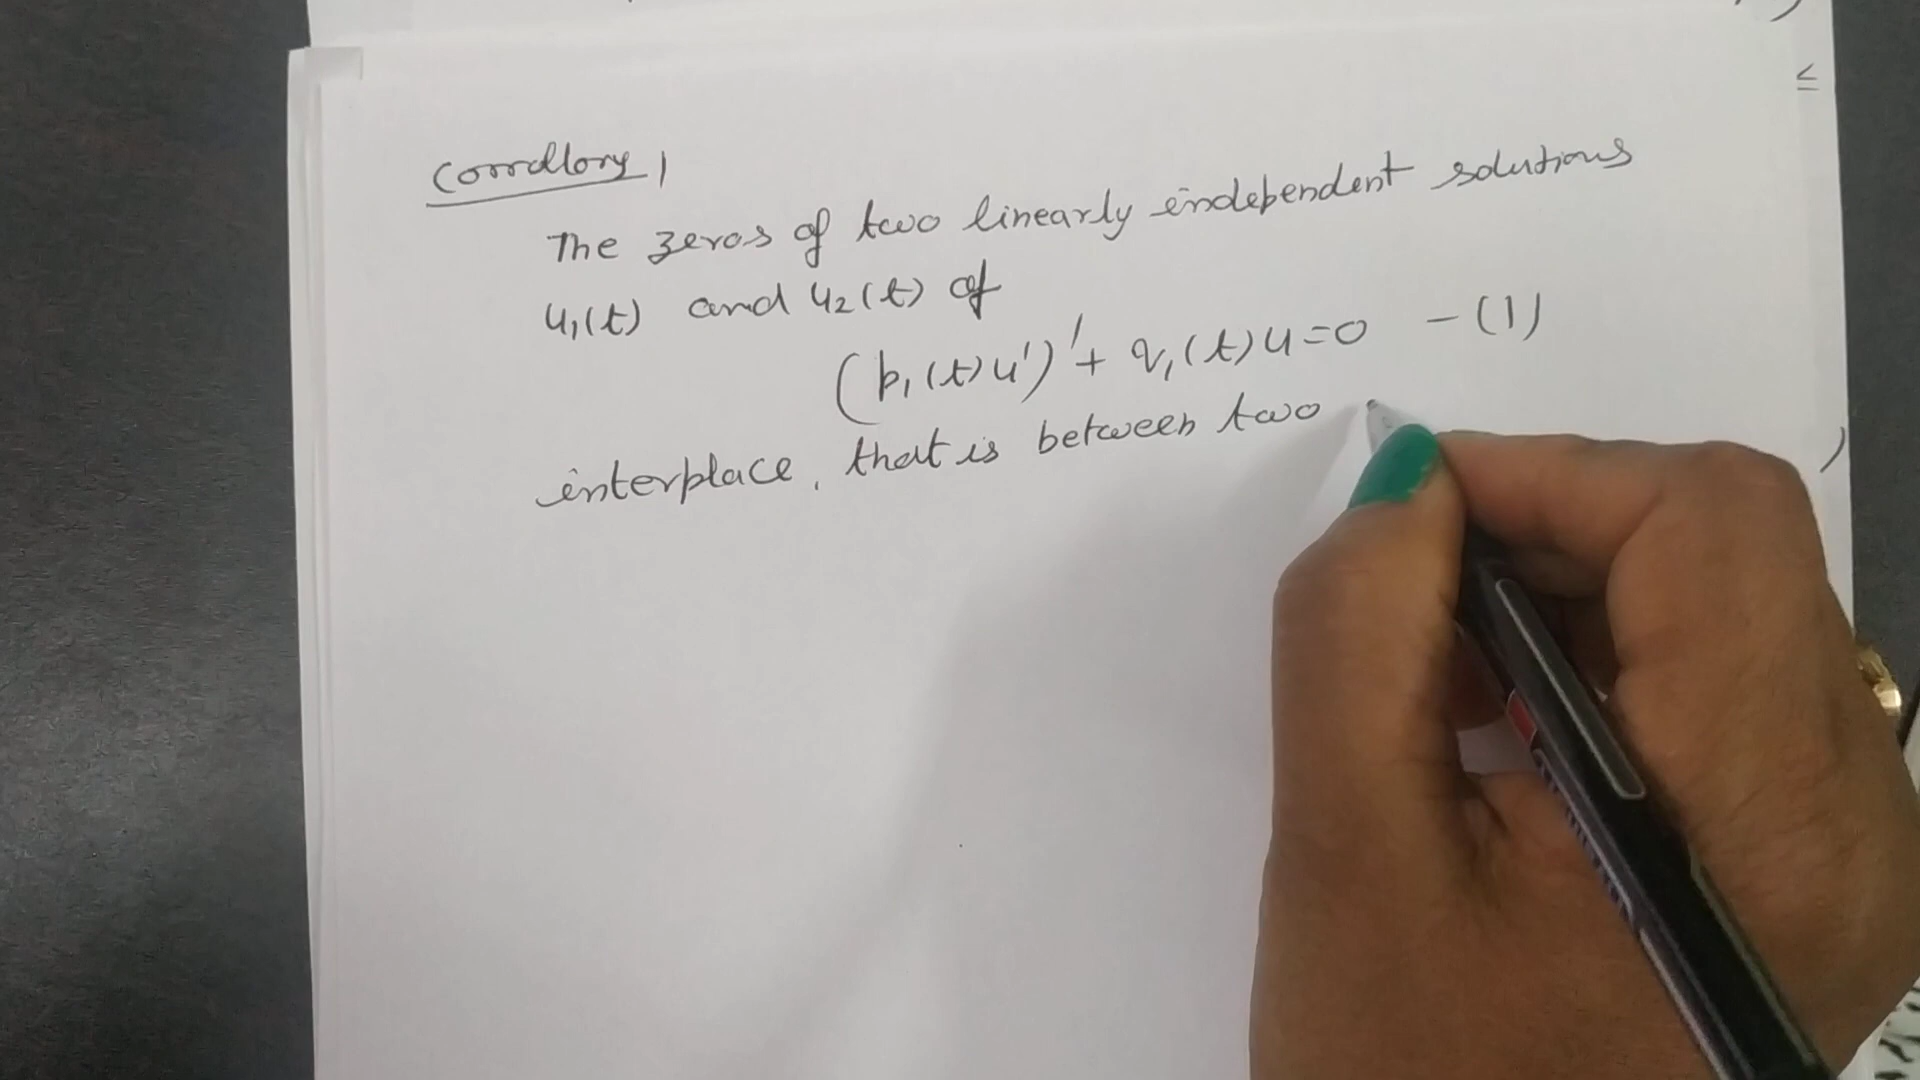 Corrollory 1
The zeros of two linearly independent solutions
u₁(t) and u₂(t) of
(p₁(t)u')' + q₁(t)u=0 -(1)
interplace, that is between two
≤
)